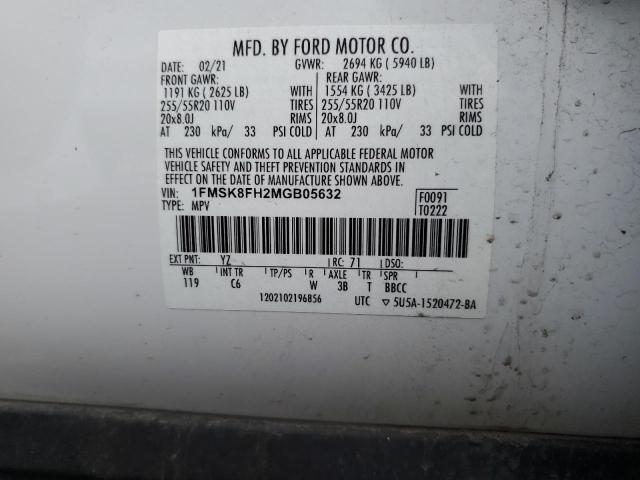 MFD. BY FORD MOTOR CO.
DATE: 02/21 GVWR: 2694 KG (5940 LB)
FRONT GAWR: REAR GAWR:
1191 KG (2625 LB) WITH 1554 KG (3425 LB) WITH
255/55R20 110V TIRES 255/55R20 110V TIRES
20x8.0J RIMS 20x8.0J RIMS
AT 230 kPa/ 33 PSI COLD AT 230 kPa/ 33 PSI COLD
THIS VEHICLE CONFORMS TO ALL APPLICABLE FEDERAL MOTOR
VEHICLE SAFETY AND THEFT PREVENTION STANDARDS IN
EFFECT ON THE DATE OF MANUFACTURE SHOWN ABOVE.
VIN: 1FMSK8FH2MGB05632 F0091
TYPE: MPV T0222
EXT PNT: YZ RC: 71 DSO:
WB INT TR TP/PS R AXLE TR SPR
119 C6 W 3B T BBCC
1202102196856 UTC ▽ 5U5A-1520472-BA